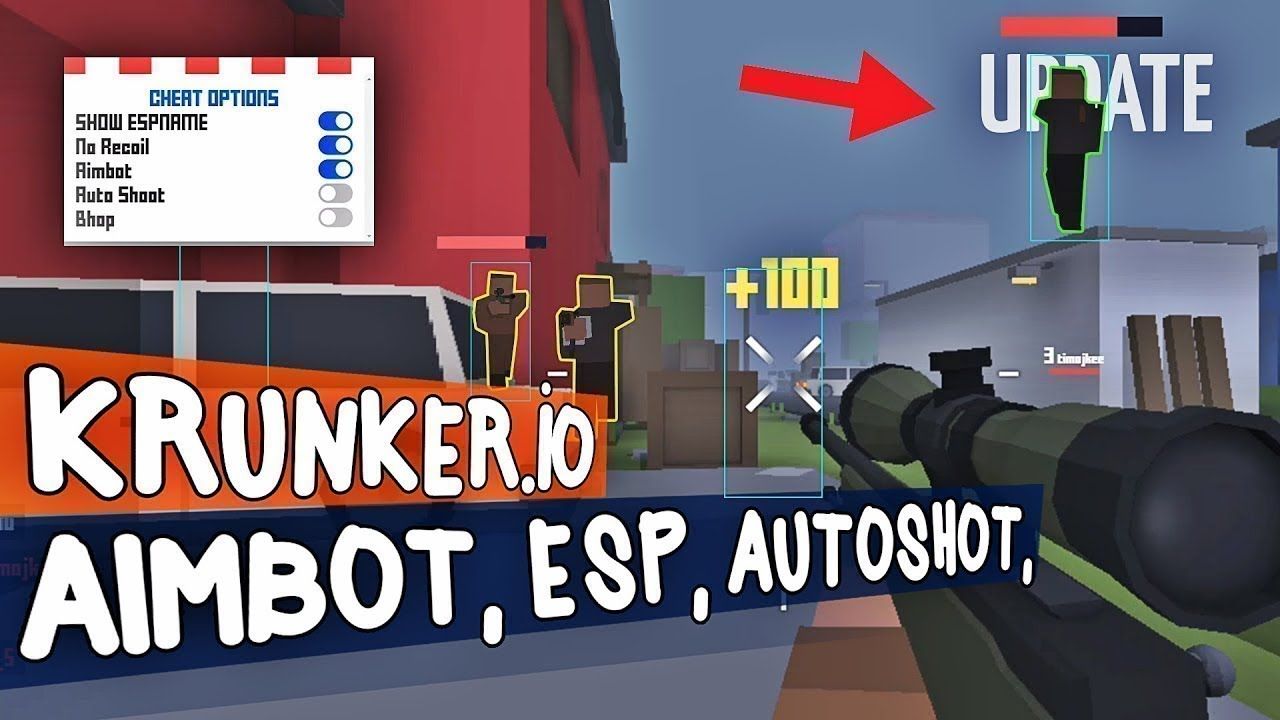 UPDATE
CHEAT OPTIONS
SHOW ESPNAME
No Recoil
Aimbot
Auto Shoot
Bhop
+100
3 timojkee
KRUNKER.iO
AIMBOT, ESP, AUTOSHOT,